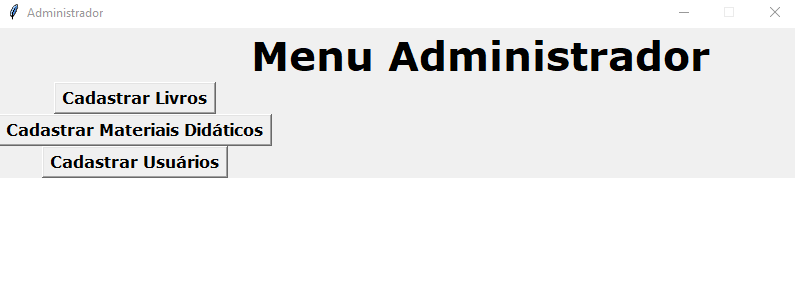 Administrador
Menu Administrador
Cadastrar Livros
Cadastrar Materiais Didáticos
Cadastrar Usuários